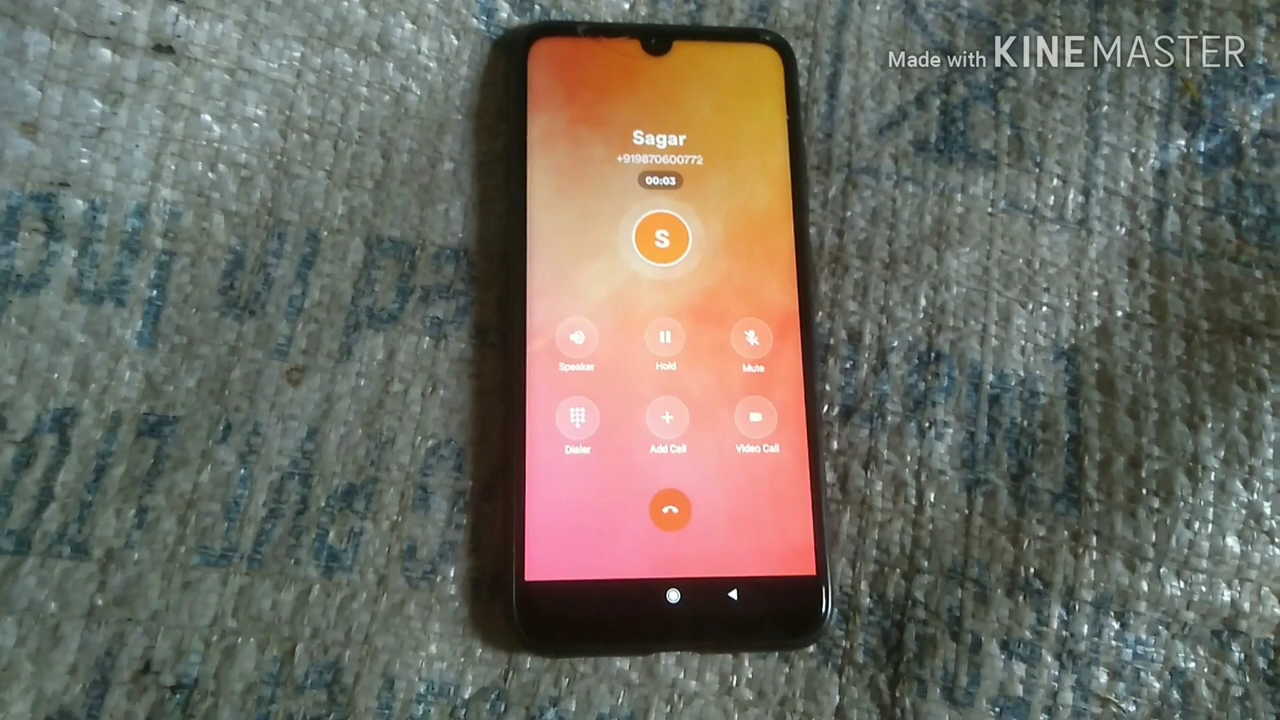 Made with KINEMASTER
Sagar
+919870600772
00:03
S
Speaker Hold Mute
Dialer Add Call Video Call